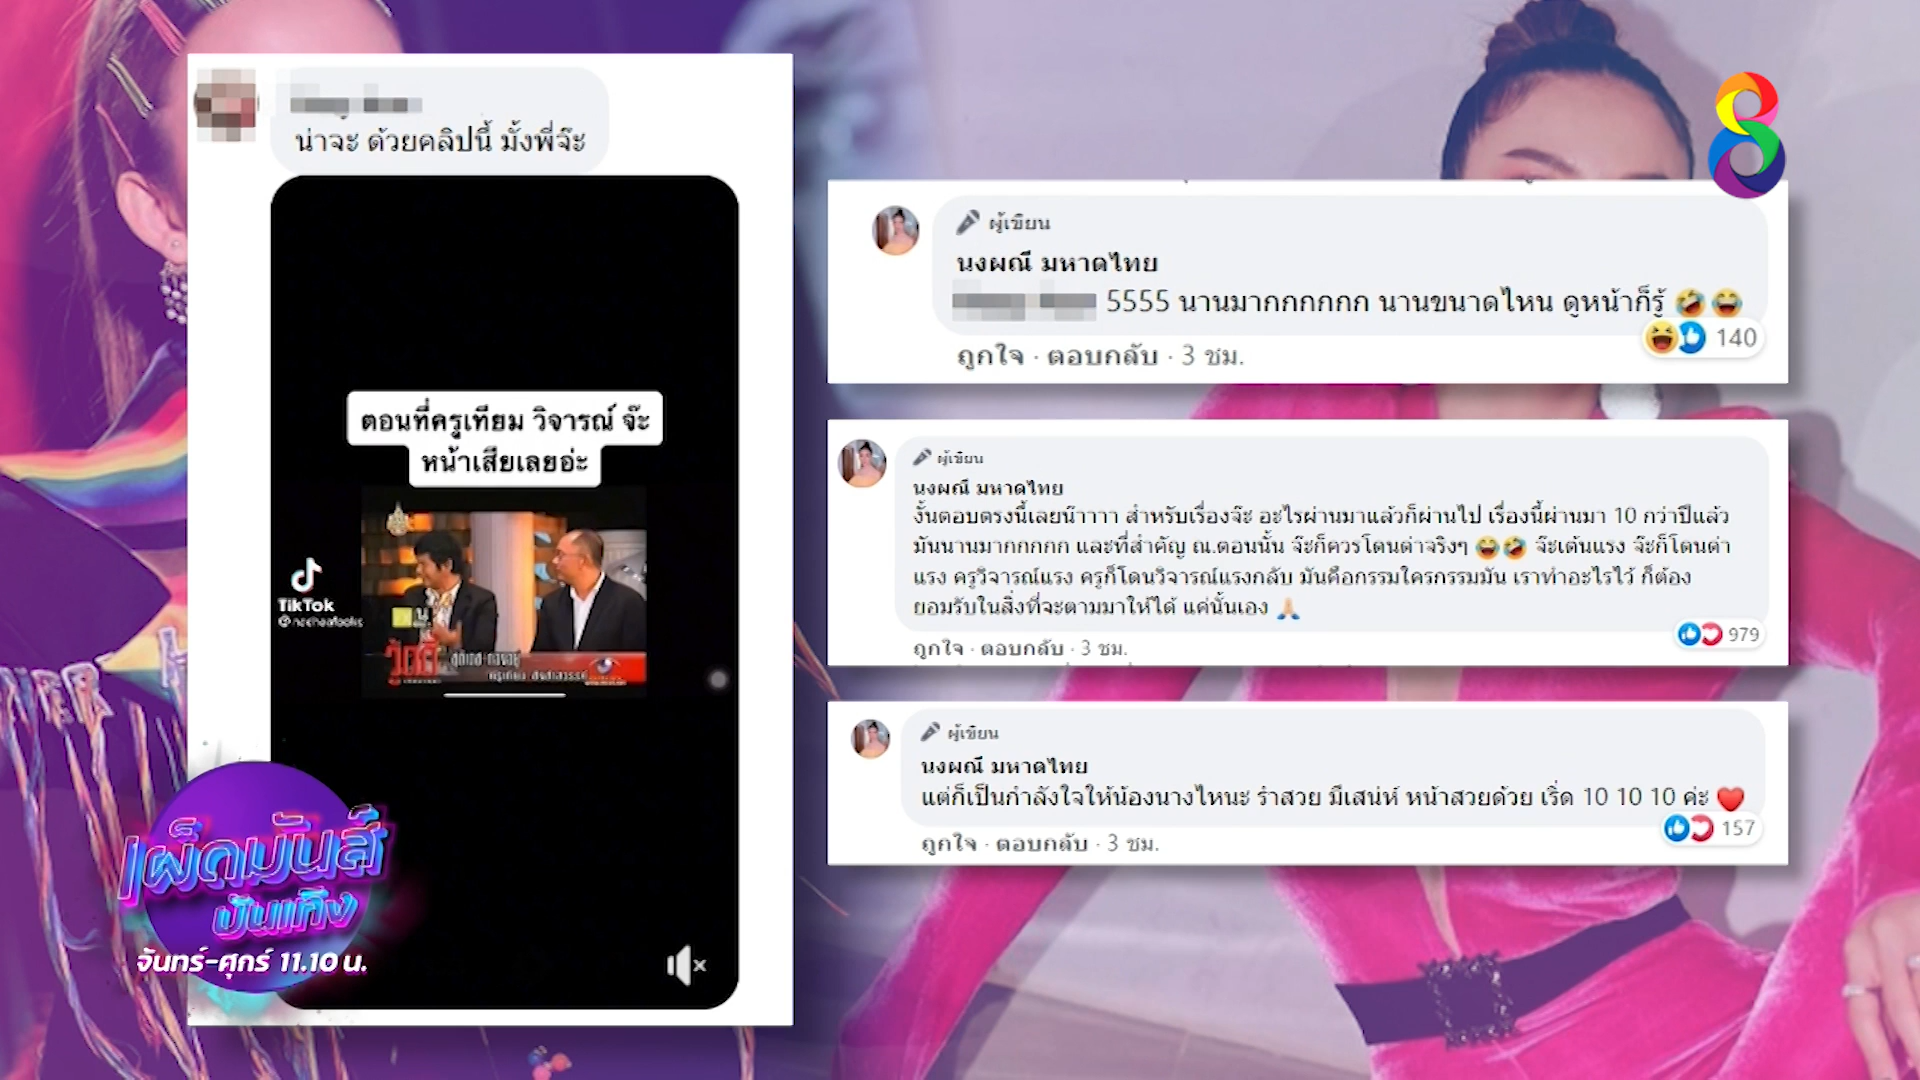 น่าจะ ด้วยคลิปนี้ มั้งพี่จ๊ะ
ตอนที่ครูเทียม วิจารณ์ จ๊ะ
หน้าเสียเลยอ่ะ
TikTok
เผ็ดมันส์
บันเทิง
จันทร์-ศุกร์ 11.10 น.
8
ผู้เขียน
นงผณี มหาดไทย
5555 นานมากกกกกก นานขนาดไหน ดูหน้าก็รู้ 🤣 😂
140
ถูกใจ · ตอบกลับ · 3 ชม.
ผู้เขียน
นงผณี มหาดไทย
งั้นตอบตรงนี้เลยน๊าาาา สำหรับเรื่องจ๊ะ อะไรผ่านมาแล้วก็ผ่านไป เรื่องนี้ผ่านมา 10 กว่าปีแล้ว
มันนานมากกกกก และที่สำคัญ ณ.ตอนนั้น จ๊ะก็ควรโดนด่าจริงๆ 😂🤣 จ๊ะเต้นแรง จ๊ะก็โดนด่า
แรง ครูวิจารณ์แรง ครูก็โดนวิจารณ์แรงกลับ มันคือกรรมใครกรรมมัน เราทำอะไรไว้ ก็ต้อง
ยอมรับในสิ่งที่จะตามมาให้ได้ แค่นั้นเอง 🙏🏻
979
ถูกใจ · ตอบกลับ · 3 ชม.
ผู้เขียน
นงผณี มหาดไทย
แต่ก็เป็นกำลังใจให้น้องนางไหนะ รำสวย มีเสน่ห์ หน้าสวยด้วย เริ่ด 10 10 10 ค่ะ ❤️
157
ถูกใจ · ตอบกลับ · 3 ชม.